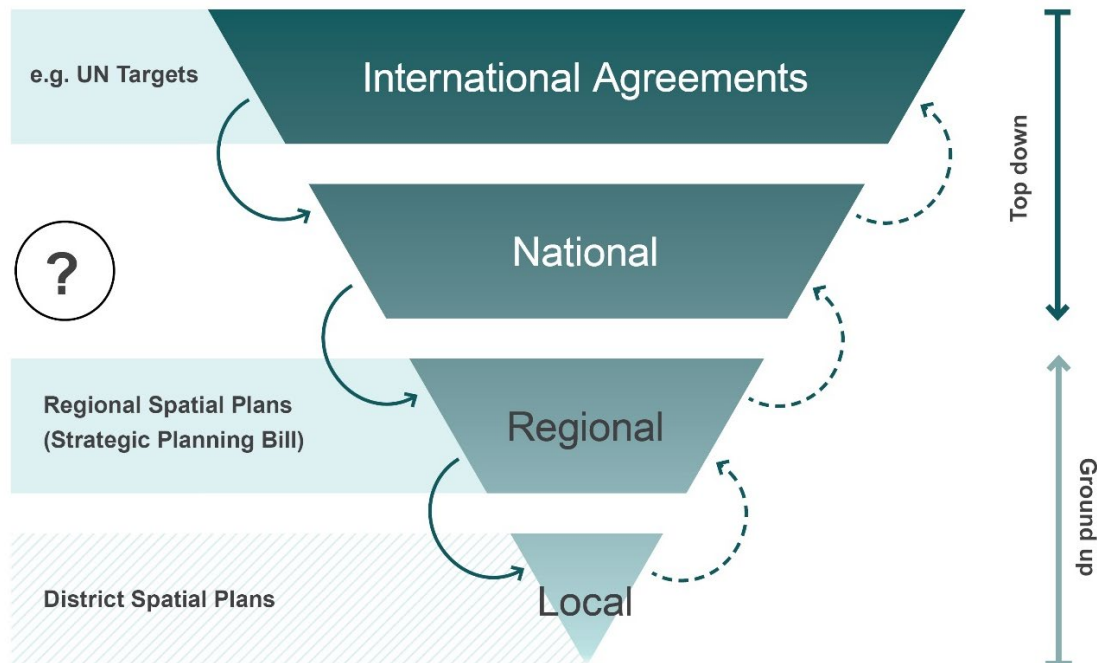 e.g. UN Targets
International Agreements
Top down
National
?
Regional Spatial Plans
(Strategic Planning Bill)
Regional
Ground up
District Spatial Plans
Local